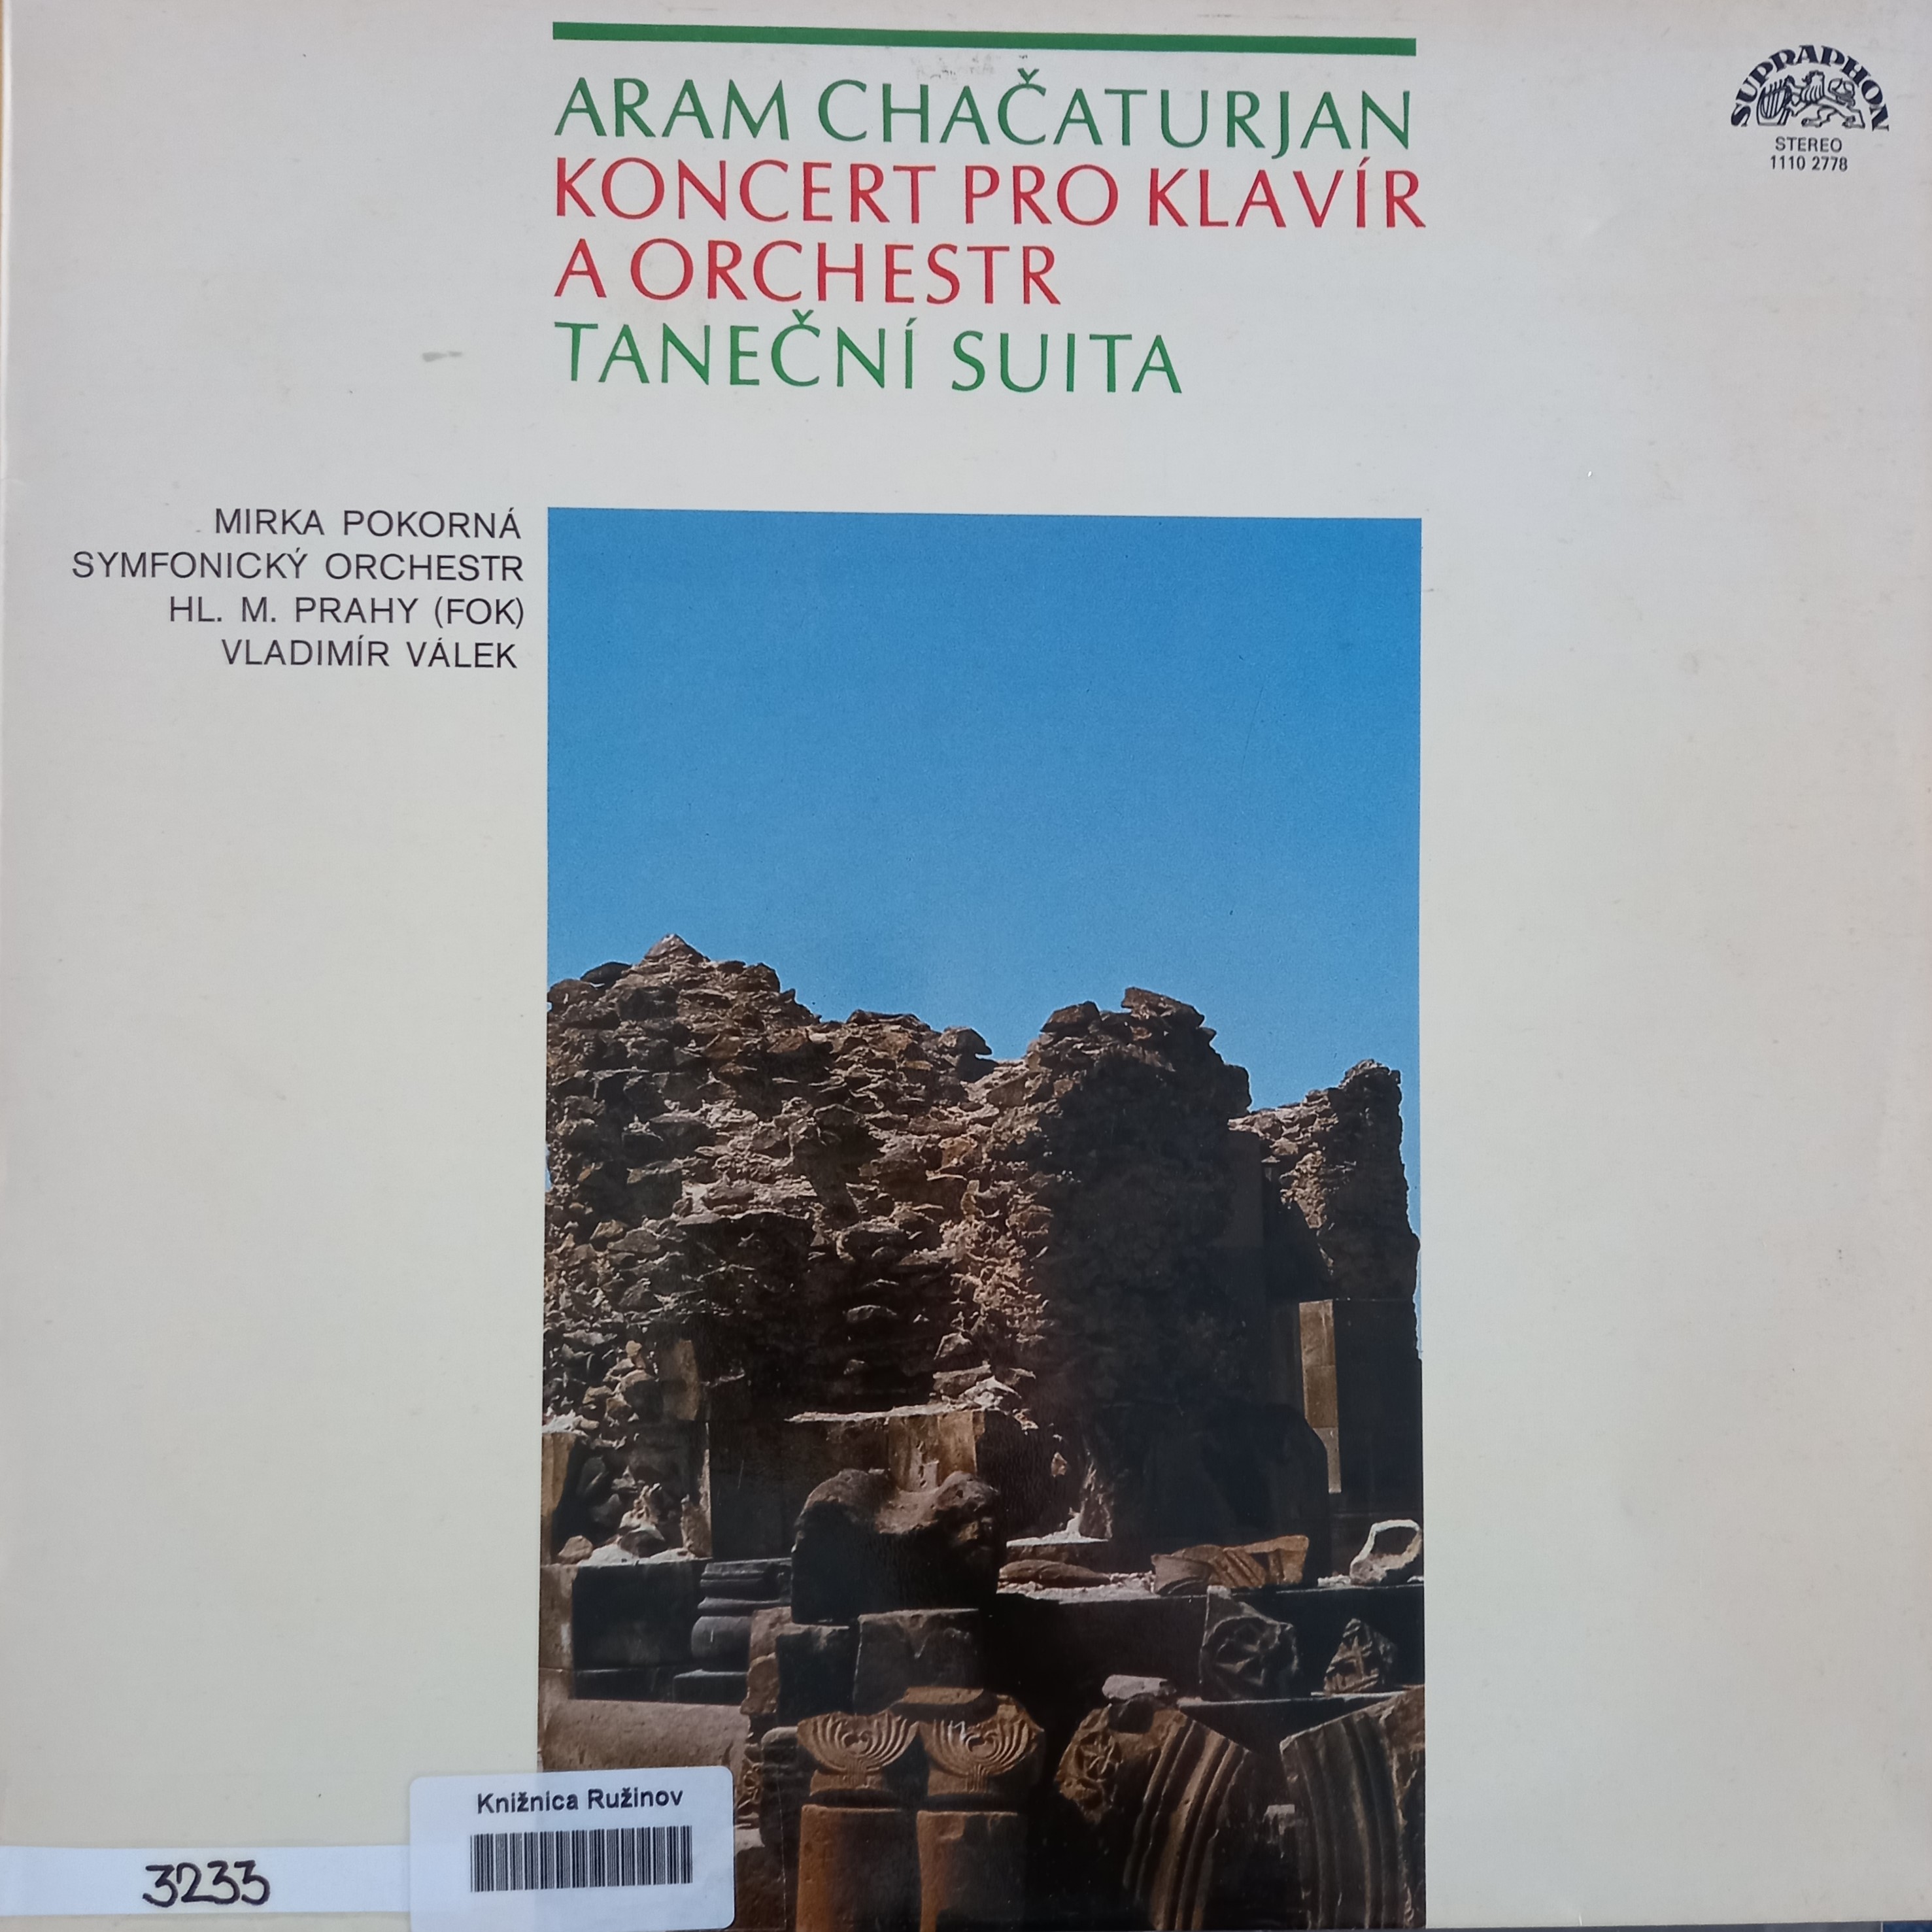 ARAM CHAČATURJAN
KONCERT PRO KLAVÍR
A ORCHESTR
TANEČNÍ SUITA
SUPRAPHON
STEREO
1110 2778
MIRKA POKORNÁ
SYMFONICKÝ ORCHESTR
HL. M. PRAHY (FOK)
VLADIMÍR VÁLEK
Knižnica Ružinov
3233